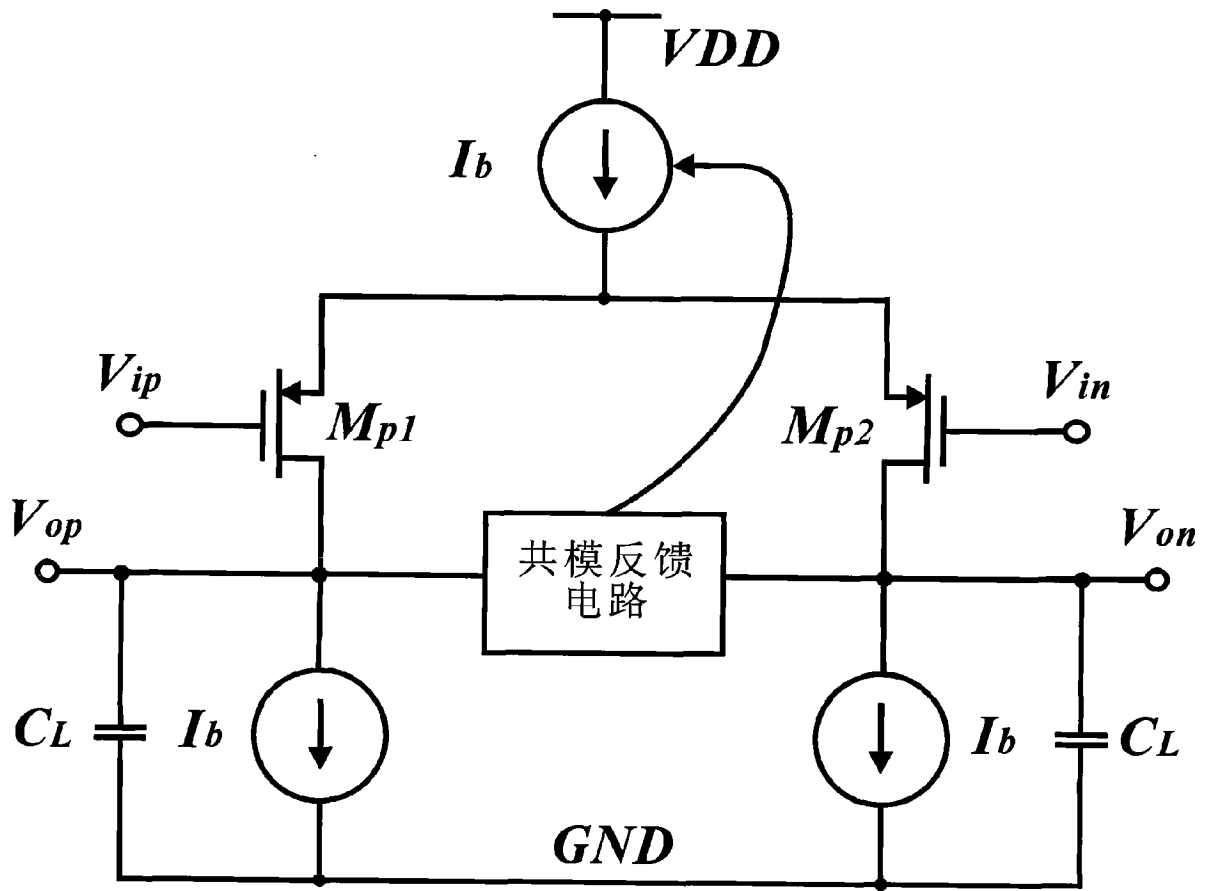 VDD
Ib
Vip
Vin
Mp1
Mp2
Vop
Von
共模反馈
电路
CL
Ib
Ib
CL
GND